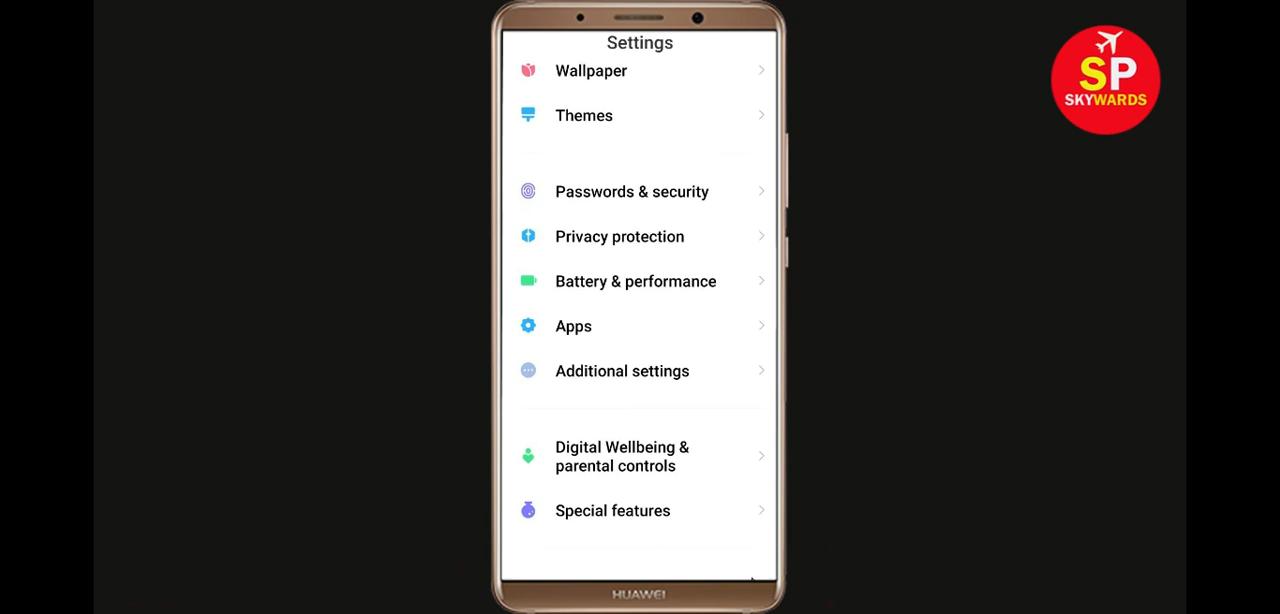 Settings
Wallpaper
Themes
Passwords & security
Privacy protection
Battery & performance
Apps
Additional settings
Digital Wellbeing &
parental controls
Special features
HUAWEI
SP
SKYWARDS